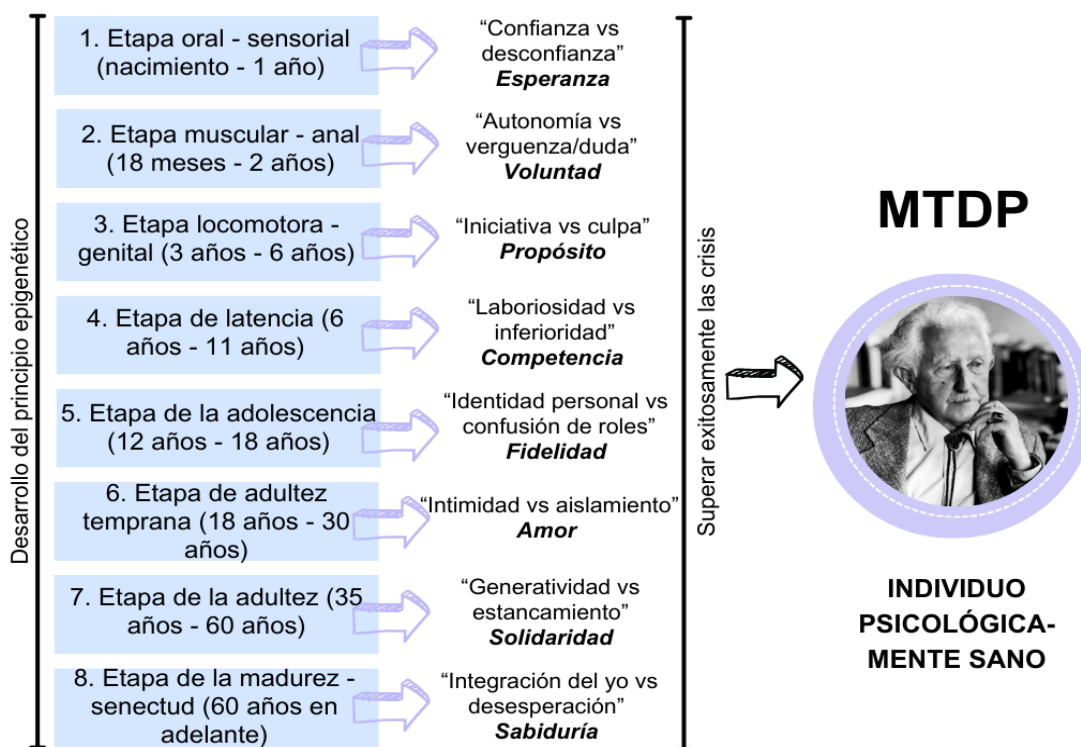 Desarrollo del principio epigenético
1. Etapa oral - sensorial
(nacimiento - 1 año)
“Confianza vs
desconfianza”
Esperanza
2. Etapa muscular - anal
(18 meses - 2 años)
“Autonomía vs
verguenza/duda”
Voluntad
3. Etapa locomotora -
genital (3 años - 6 años)
“Iniciativa vs culpa”
Propósito
4. Etapa de latencia (6
años - 11 años)
“Laboriosidad vs
inferioridad”
Competencia
5. Etapa de la adolescencia
(12 años - 18 años)
“Identidad personal vs
confusión de roles”
Fidelidad
6. Etapa de adultez
temprana (18 años - 30
años)
“Intimidad vs aislamiento”
Amor
7. Etapa de la adultez (35
años - 60 años)
“Generatividad vs
estancamiento”
Solidaridad
8. Etapa de la madurez -
senectud (60 años en
adelante)
“Integración del yo vs
desesperación”
Sabiduría
Superar exitosamente las crisis
MTDP
INDIVIDUO
PSICOLÓGICA-
MENTE SANO